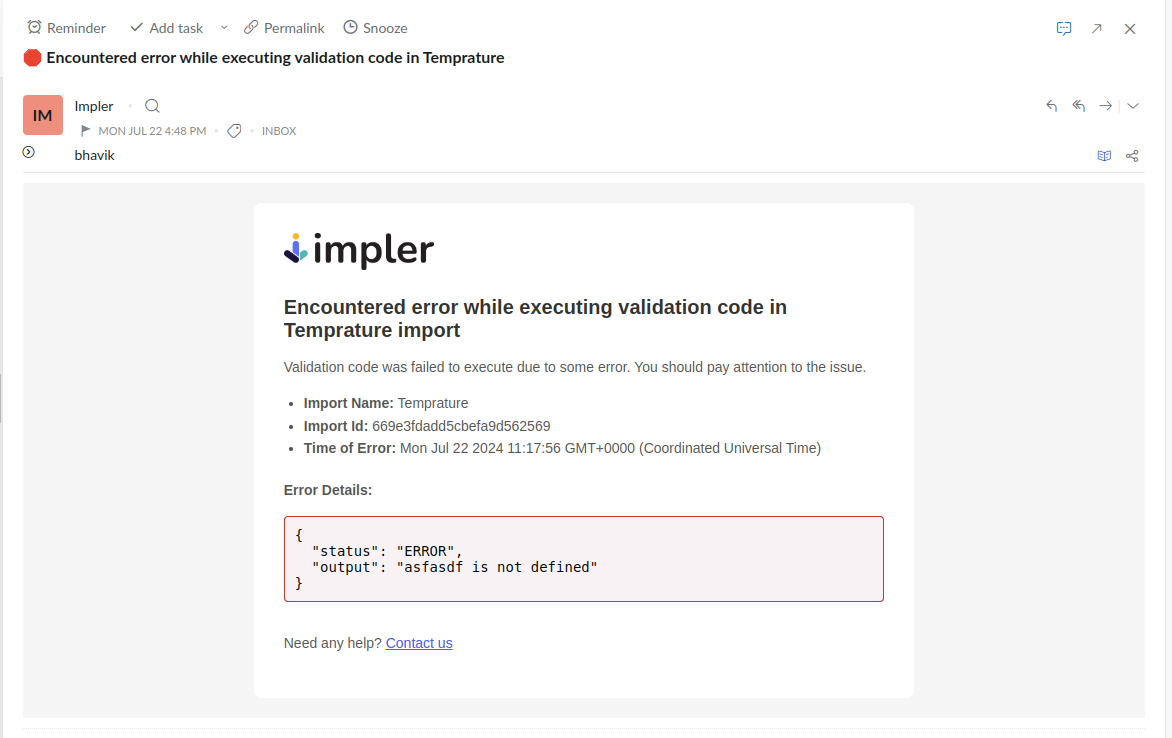 Reminder Add task Permalink Snooze
Encountered error while executing validation code in Temprature
IM
Impler
MON JUL 22 4:48 PM INBOX
bhavik
impler
Encountered error while executing validation code in
Temprature import
Validation code was failed to execute due to some error. You should pay attention to the issue.
• Import Name: Temprature
• Import Id: 669e3fdadd5cbefa9d562569
• Time of Error: Mon Jul 22 2024 11:17:56 GMT+0000 (Coordinated Universal Time)
Error Details:
{
"status": "ERROR",
"output": "asfasdf is not defined"
}
Need any help? Contact us